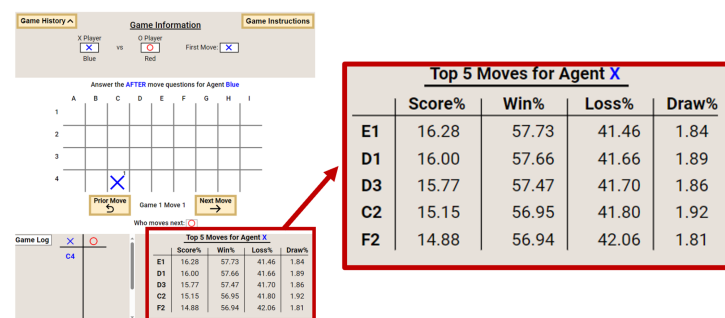 Game History
Game Information
Game Instructions
X Player
O Player
X vs O
First Move: X
Blue
Red
Answer the AFTER move questions for Agent Blue
A B C D E F G H I
1
2
3
4
X 1
Prior Move
Game 1 Move 1
Next Move
Who moves next: O
Game Log
X O
C4
Top 5 Moves for Agent X
Score% Win% Loss% Draw%
E1 16.28 57.73 41.46 1.84
D1 16.00 57.66 41.66 1.89
D3 15.77 57.47 41.70 1.86
C2 15.15 56.95 41.80 1.92
F2 14.88 56.94 42.06 1.81
Top 5 Moves for Agent X
Score% Win% Loss% Draw%
E1 16.28 57.73 41.46 1.84
D1 16.00 57.66 41.66 1.89
D3 15.77 57.47 41.70 1.86
C2 15.15 56.95 41.80 1.92
F2 14.88 56.94 42.06 1.81